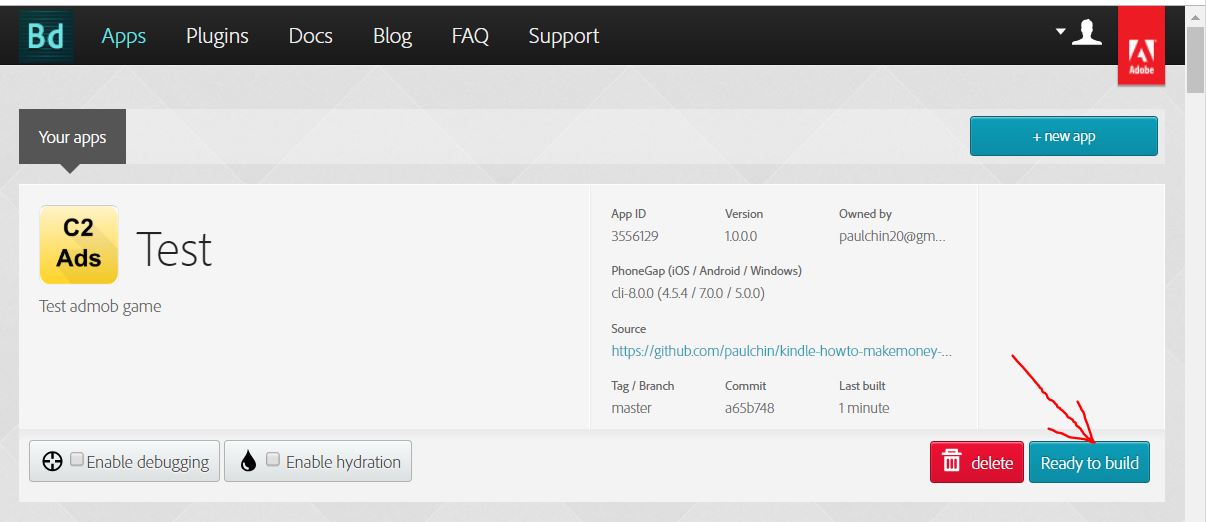 Bd Apps Plugins Docs Blog FAQ Support
Adobe
Your apps
+ new app
C2
Ads
Test
Test admob game
App ID Version Owned by
3556129 1.0.0.0 paulchin20@gm...
PhoneGap (iOS / Android / Windows)
cli-8.0.0 (4.5.4 / 7.0.0 / 5.0.0)
Source
https://github.com/paulchin/kindle-howto-makemoney-...
Tag / Branch Commit Last built
master a65b748 1 minute
Enable debugging Enable hydration delete Ready to build